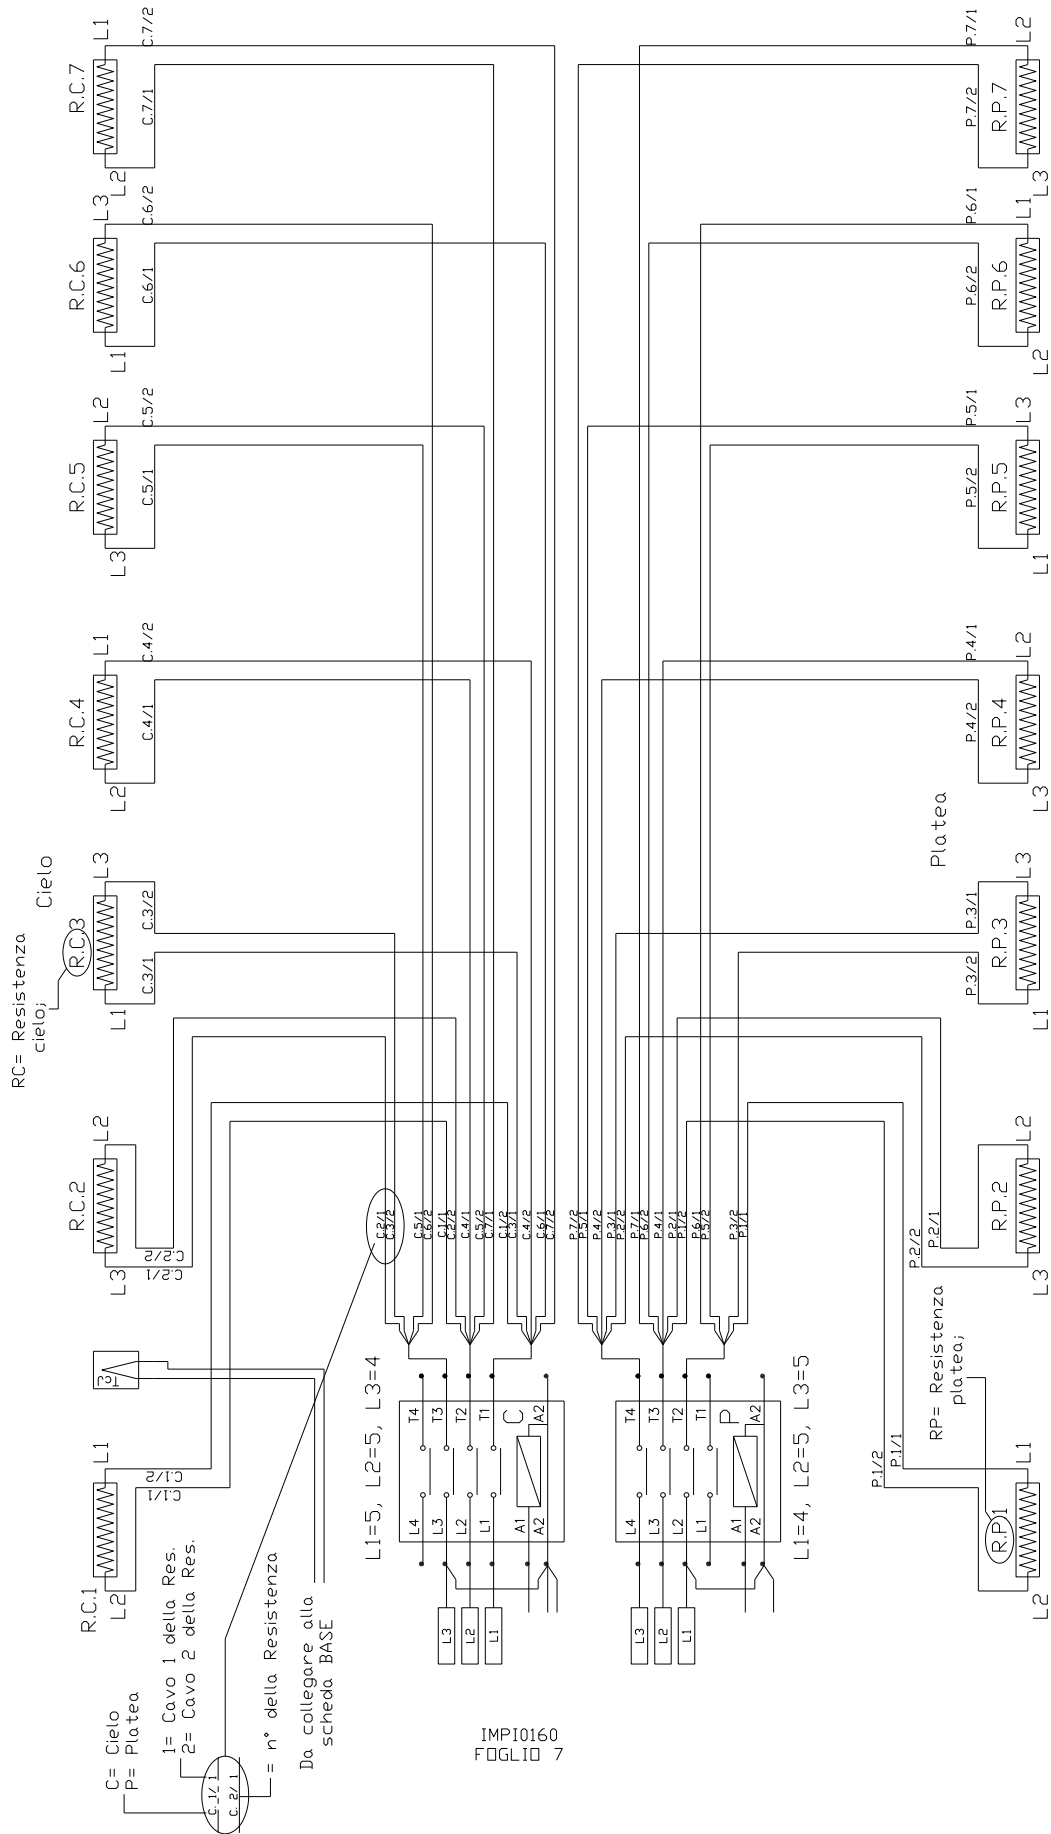 R.C.7
L1
C.7/2
C.7/1
L2
R.C.6
L3
C.6/2
C.6/1
L1
R.C.5
L2
C.5/2
C.5/1
L3
R.C.4
L1
C.4/2
C.4/1
L2
Cielo
RC= Resistenza
cielo;
R.C.3
L3
C.3/2
C.3/1
L1
R.C.2
L2
C.2/2
C.2/1
L3
TcJ
R.C.1
L1
C.1/2
C.1/1
L2
P.7/1
L2
P.7/2
R.P.7
L3
P.6/1
L1
P.6/2
R.P.6
L2
P.5/1
L3
P.5/2
R.P.5
L1
P.4/1
L2
P.4/2
R.P.4
L3
Platea
P.3/1
L3
P.3/2
R.P.3
L1
L2
R.P.2
P.2/1
P.2/2
L3
RP= Resistenza
platea;
P.1/2
P.1/1
L1
R.P.1
L2
C.2/1
C.3/2
C.5/1
C.6/2
C.1/1
C.2/2
C.4/1
C.5/2
C.7/1
C.1/2
C.3/1
C.4/2
C.6/1
C.7/2
P.7/2
P.5/1
P.4/2
P.3/1
P.2/2
P.7/1
P.6/2
P.4/1
P.2/1
P.1/2
P.6/1
P.5/2
P.3/2
P.1/1
L1=5, L2=5, L3=4
T4
T3
T2
T1
C
A2
L4
L3
L2
L1
A1
A2
L3
L2
L1
T4
T3
T2
T1
P
A2
L4
L3
L2
L1
A1
A2
L3
L2
L1
L1=4, L2=5, L3=5
C= Cielo
P= Platea
1= Cavo 1 della Res.
2= Cavo 2 della Res.
C. 1/ 1
C. 2/ 1
= n° della Resistenza
Da collegare alla
scheda BASE
IMPI0160
FOGLIO 7